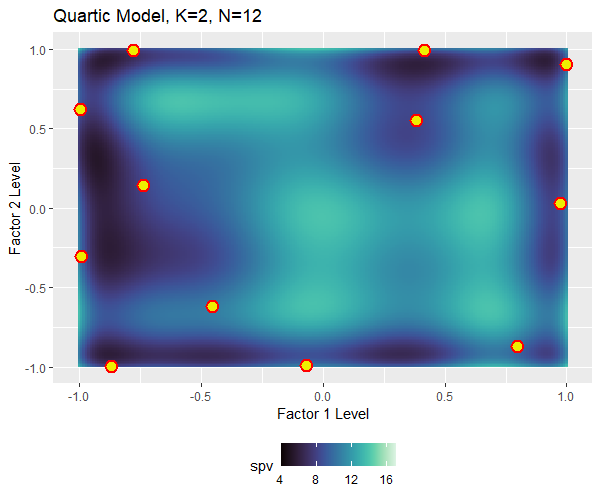 Quartic Model, K=2, N=12
1.0
0.5
0.0
-0.5
-1.0
Factor 2 Level
-1.0 -0.5 0.0 0.5 1.0
Factor 1 Level
spv
4 8 12 16